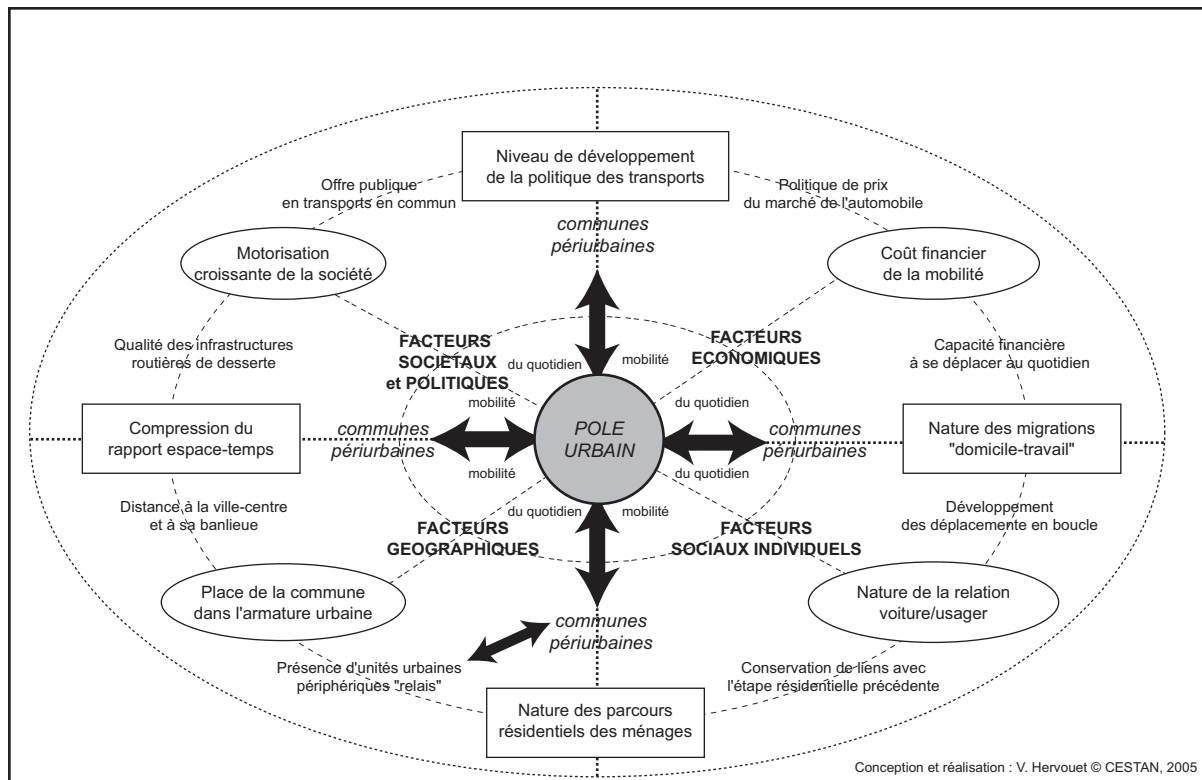 Niveau de développement
de la politique des transports
Offre publique
en transports en commun
Politique de prix
du marché de l'automobile
communes
périurbaines
Motorisation
croissante de la société
Coût financier
de la mobilité
FACTEURS
SOCIETAUX
et POLITIQUES
FACTEURS
ECONOMIQUES
Qualité des infrastructures
routières de desserte
Capacité financière
à se déplacer au quotidien
du quotidien
mobilité
mobilité
du quotidien
Compression du
rapport espace-temps
communes
périurbaines
POLE
URBAIN
communes
périurbaines
Nature des migrations
"domicile-travail"
mobilité
du quotidien
du quotidien
mobilité
Distance à la ville-centre
et à sa banlieue
Développement
des déplacemente en boucle
FACTEURS
GEOGRAPHIQUES
FACTEURS
SOCIAUX INDIVIDUELS
Place de la commune
dans l'armature urbaine
Nature de la relation
voiture/usager
communes
périurbaines
Présence d'unités urbaines
périphériques "relais"
Conservation de liens avec
l'étape résidentielle précédente
Nature des parcours
résidentiels des ménages
Conception et réalisation : V. Hervouet © CESTAN, 2005